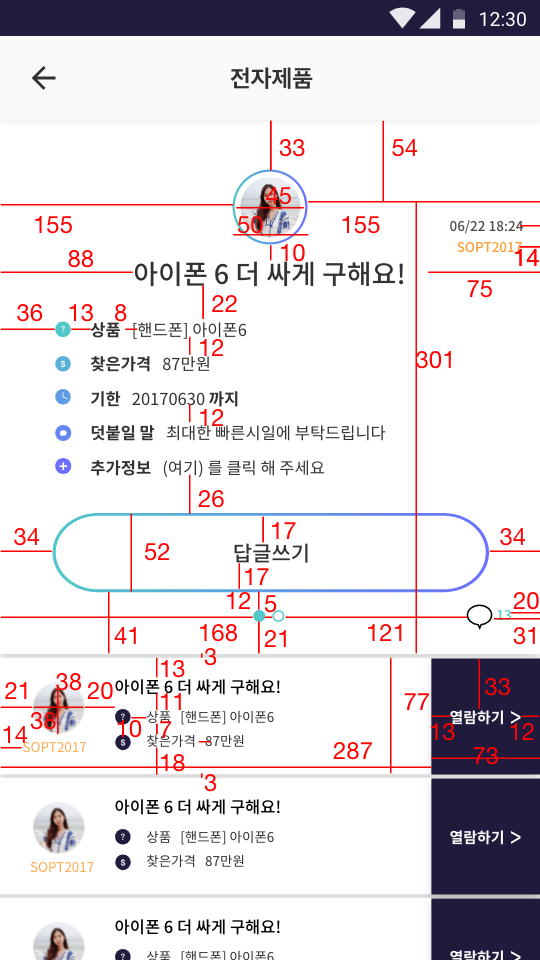 12:30
전자제품
33
54
45
50
155
155
06/22 18:24
SOPT2017
14
88
10
아이폰 6 더 싸게 구해요!
75
22
36
13
8
상품 [핸드폰] 아이폰6
12
301
찾은가격 87만원
기한 20170630 까지
12
덧붙일 말 최대한 빠른시일에 부탁드립니다
추가정보 (여기) 를 클릭 해 주세요
26
34
52
17
34
답글쓰기
17
12
5
13
20
41
168
21
121
31
3
13
아이폰 6 더 싸게 구해요!
21
38
20
11
77
33
상품 [핸드폰] 아이폰6
열람하기 >
38
10
7
13
12
14
SOPT2017
찾은가격 87만원
287
73
18
3
아이폰 6 더 싸게 구해요!
상품 [핸드폰] 아이폰6
열람하기 >
찾은가격 87만원
SOPT2017
아이폰 6 더 싸게 구해요!
상품 [핸드폰] 아이폰6
열람하기 >